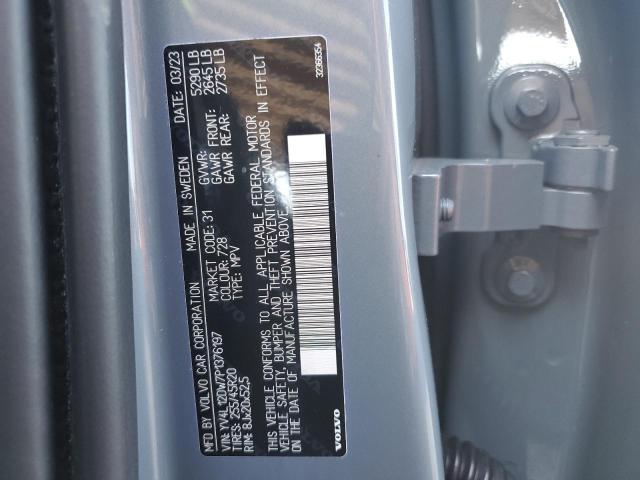 MFD BY VOLVO CAR CORPORATION MADE IN SWEDEN DATE: 03/23
VIN: YV4L12DW7P1376197 MARKET CODE: 31 GVWR: 5290 LB
TIRES: 255/45R20 COLOUR: 728 GAWR FRONT: 2645 LB
RIM: 8Jx20x52,5 TYPE: MPV GAWR REAR: 2735 LB
THIS VEHICLE CONFORMS TO ALL APPLICABLE FEDERAL MOTOR
VEHICLE SAFETY, BUMPER AND THEFT PREVENTION STANDARDS IN EFFECT
ON THE DATE OF MANUFACTURE SHOWN ABOVE.
VOLVO 32366354